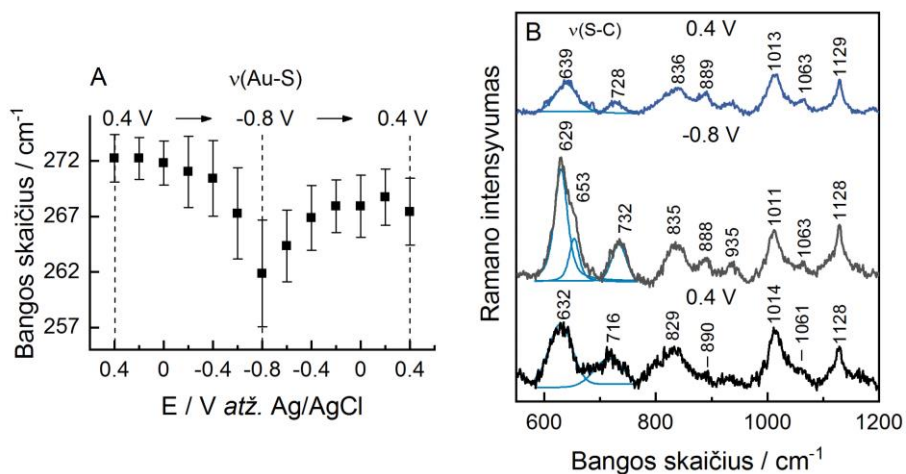 A
ν(Au-S)
0.4 V → -0.8 V → 0.4 V
Bangos skaičius / cm⁻¹
272
267
262
257
0.4 0.0 -0.4 -0.8 -0.4 0.0 0.4
E / V atž. Ag/AgCl
B
ν(S-C)
0.4 V
639
728
836
889
1013
1063
1129
-0.8 V
629
653
732
835
888
935
1011
1063
1128
0.4 V
632
716
829
890
1014
1061
1128
Ramano intensyvumas
600 800 1000 1200
Bangos skaičius / cm⁻¹